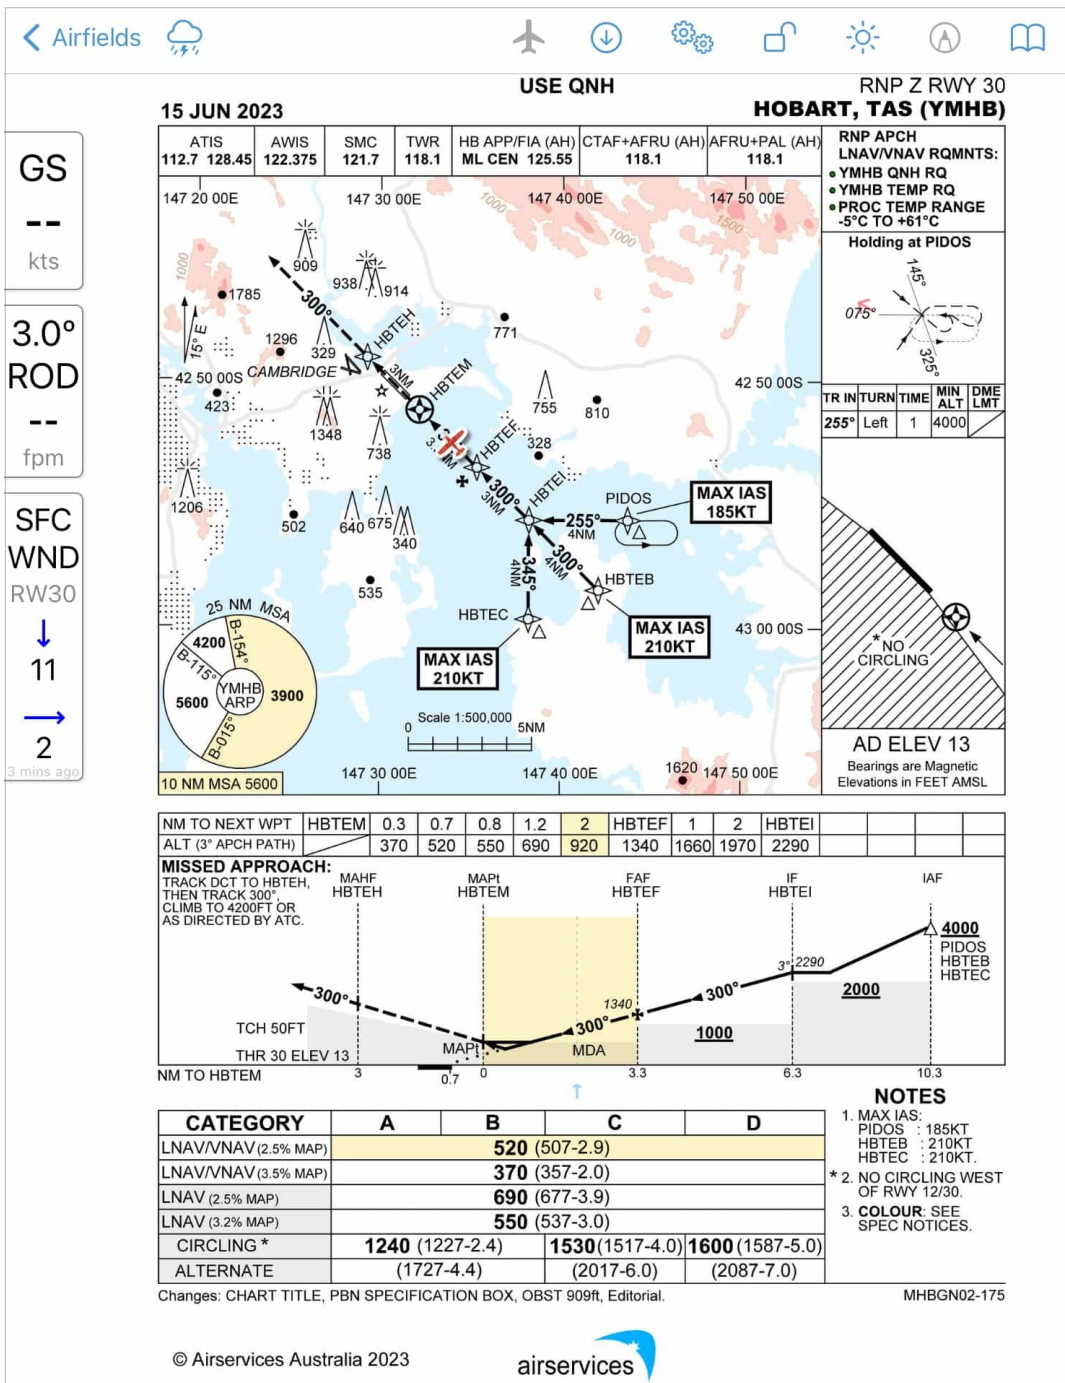 Airfields
USE QNH
RNP Z RWY 30
15 JUN 2023
HOBART, TAS (YMHB)
ATIS
112.7 128.45
AWIS
122.375
SMC
121.7
TWR
118.1
HB APP/FIA (AH)
ML CEN 125.55
CTAF+AFRU (AH)
118.1
AFRU+PAL (AH)
118.1
RNP APCH
LNAV/VNAV RQMNTS:
YMHB QNH RQ
YMHB TEMP RQ
PROC TEMP RANGE
-5°C TO +61°C
Holding at PIDOS
145°
075°
325°
TR IN TURN TIME MIN ALT DME LMT
255° Left 1 4000
GS
--
kts
3.0°
ROD
--
fpm
SFC
WND
RW30
11
2
3 mins ago
147 20 00E
147 30 00E
147 40 00E
147 50 00E
1000
1500
1000
1000
909
938
914
1785
300°
HBTEH
771
15° E
1296
329
CAMBRIDGE
3NM
HBTEM
42 50 00S
42 50 00S
423
755
810
1348
738
HBTEF
328
1206
300°
3NM
HBTEI
PIDOS
MAX IAS
185KT
502
640
675
340
255°
4NM
300°
4NM
345°
4NM
HBTEB
535
HBTEC
MAX IAS
210KT
MAX IAS
210KT
43 00 00S
25 NM MSA
4200
B-154°
B-115°
5600
YMHB
ARP
3900
B-015°
10 NM MSA 5600
Scale 1:500,000
0
5NM
147 30 00E
147 40 00E
1620
147 50 00E
*NO
CIRCLING
AD ELEV 13
Bearings are Magnetic
Elevations in FEET AMSL
NM TO NEXT WPT HBTEM 0.3 0.7 0.8 1.2 2 HBTEF 1 2 HBTEI
ALT (3° APCH PATH) 370 520 550 690 920 1340 1660 1970 2290
MISSED APPROACH:
TRACK DCT TO HBTEH,
THEN TRACK 300°,
CLIMB TO 4200FT OR
AS DIRECTED BY ATC.
MAHF
HBTEH
MAPt
HBTEM
FAF
HBTEF
IF
HBTEI
IAF
4000
PIDOS
HBTEB
HBTEC
3° 2290
2000
300°
1340
300°
300°
1000
TCH 50FT
THR 30 ELEV 13
MAPt
MDA
NM TO HBTEM
3
0.7
0
3.3
6.3
10.3
CATEGORY A B C D
LNAV/VNAV (2.5% MAP) 520 (507-2.9)
LNAV/VNAV (3.5% MAP) 370 (357-2.0)
LNAV (2.5% MAP) 690 (677-3.9)
LNAV (3.2% MAP) 550 (537-3.0)
CIRCLING * 1240 (1227-2.4) 1530 (1517-4.0) 1600 (1587-5.0)
ALTERNATE (1727-4.4) (2017-6.0) (2087-7.0)
NOTES
1. MAX IAS:
PIDOS : 185KT
HBTEB : 210KT
HBTEC : 210KT.
* 2. NO CIRCLING WEST
OF RWY 12/30.
3. COLOUR: SEE
SPEC NOTICES.
Changes: CHART TITLE, PBN SPECIFICATION BOX, OBST 909ft, Editorial.
MHBGN02-175
© Airservices Australia 2023
airservices